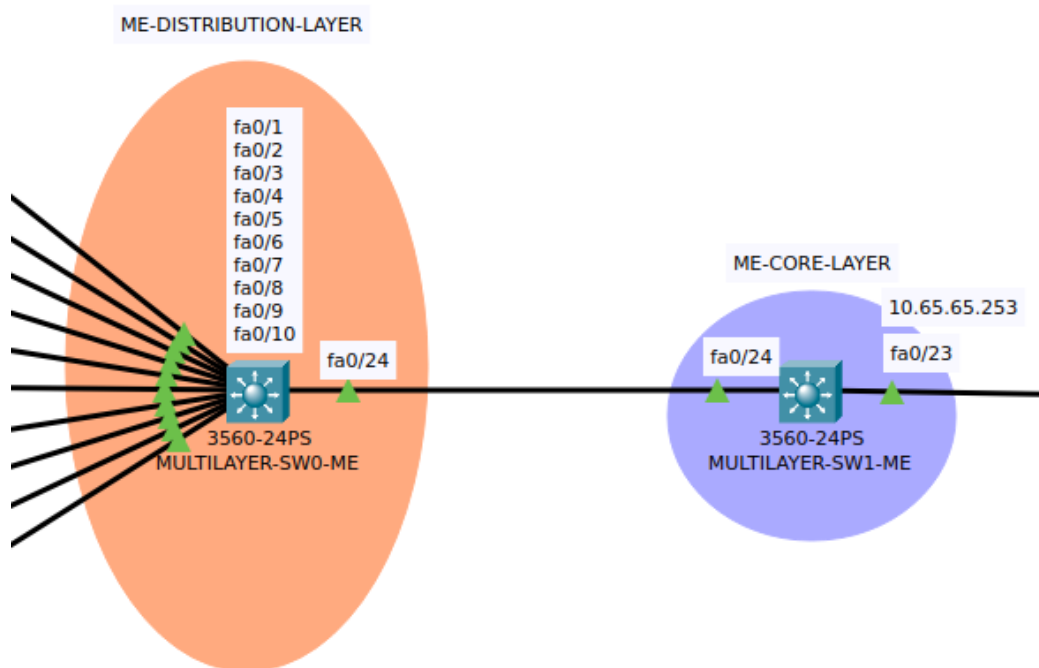 ME-DISTRIBUTION-LAYER
fa0/1
fa0/2
fa0/3
fa0/4
fa0/5
fa0/6
fa0/7
fa0/8
fa0/9
fa0/10
fa0/24
3560-24PS
MULTILAYER-SW0-ME
ME-CORE-LAYER
10.65.65.253
fa0/24
fa0/23
3560-24PS
MULTILAYER-SW1-ME